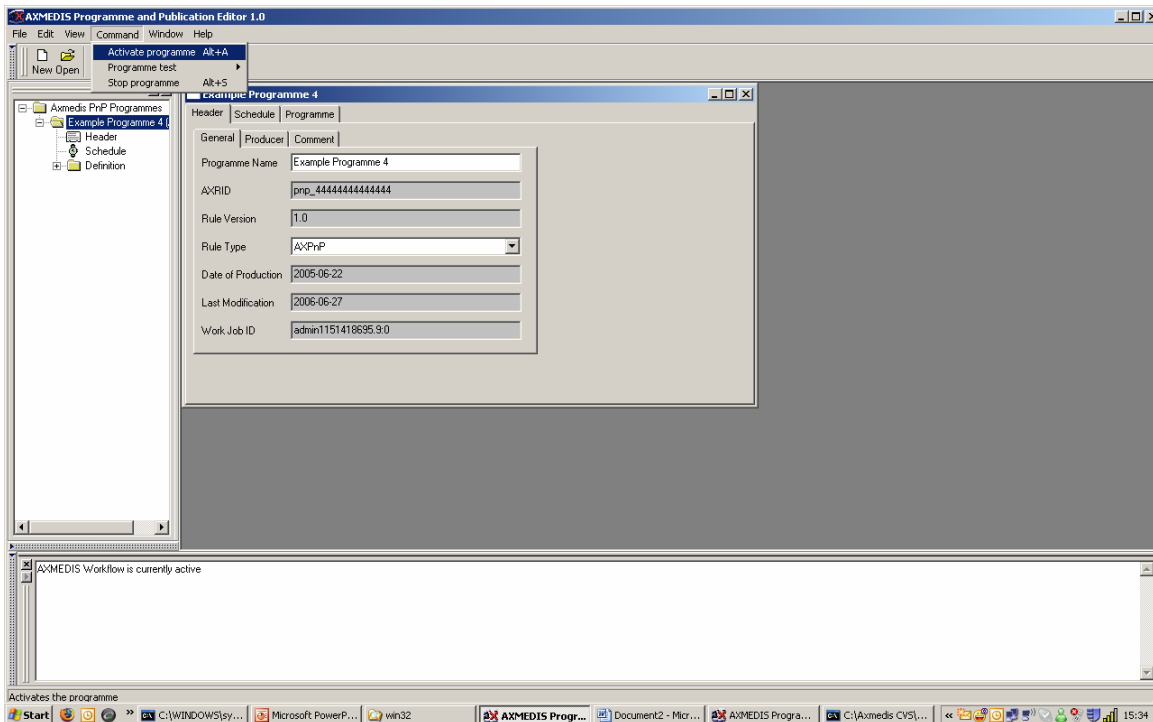 AXMEDIS Programme and Publication Editor 1.0
File Edit View Command Window Help
New Open
Activate programme Alt+A
Programme test
Stop programme Alt+S
Axmedis PnP Programmes
Example Programme 4
Header
Schedule
Definition
Example Programme 4
Header Schedule Programme
General Producer Comment
Programme Name Example Programme 4
AXRID pnp_44444444444444
Rule Version 1.0
Rule Type AXPnP
Date of Production 2005-06-22
Last Modification 2006-06-27
Work Job ID admin1151418695.9:0
AXMEDIS Workflow is currently active
Activates the programme
Start C:\WINDOWS\sy... Microsoft PowerP... win32 AXMEDIS Progr... Document2 - Micr... AXMEDIS Progra... C:\Axmedis CVS\... 15:34